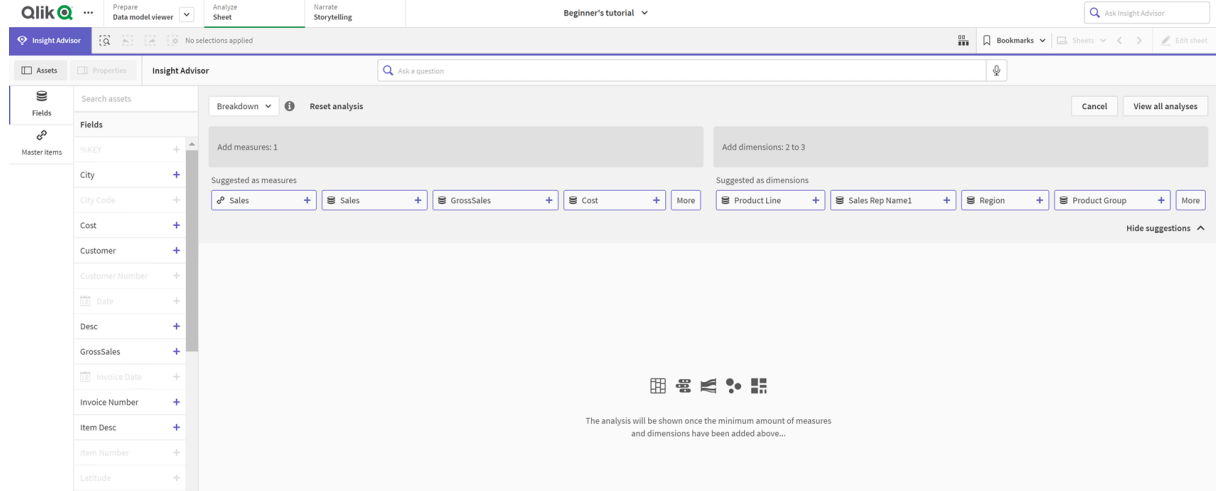 Qlik
Prepare
Data model viewer
Analyze
Sheet
Narrate
Storytelling
Beginner's tutorial
Ask Insight Advisor
Insight Advisor
No selections applied
Bookmarks
Sheets
Edit sheet
Assets
Properties
Insight Advisor
Ask a question
Fields
Master items
Search assets
Fields
%KEY
City
City Code
Cost
Customer
Customer Number
Date
Desc
GrossSales
Invoice Date
Invoice Number
Item Desc
Item Number
Latitude
Breakdown
Reset analysis
Cancel
View all analyses
Add measures: 1
Add dimensions: 2 to 3
Suggested as measures
Sales
Sales
GrossSales
Cost
More
Suggested as dimensions
Product Line
Sales Rep Name1
Region
Product Group
More
Hide suggestions
The analysis will be shown once the minimum amount of measures
and dimensions have been added above...